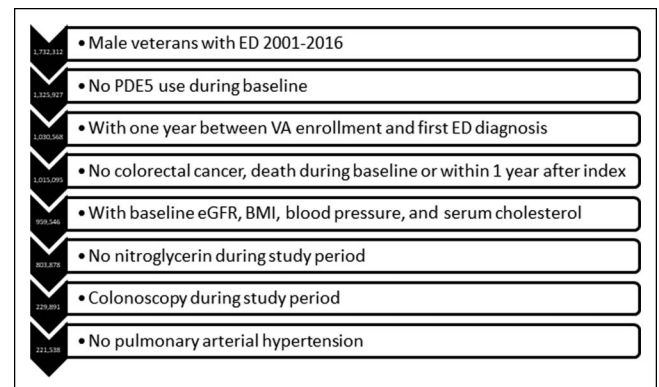 • Male veterans with ED 2001-2016
1,732,312
• No PDE5 use during baseline
1,325,927
• With one year between VA enrollment and first ED diagnosis
1,030,568
• No colorectal cancer, death during baseline or within 1 year after index
1,015,095
• With baseline eGFR, BMI, blood pressure, and serum cholesterol
959,546
• No nitroglycerin during study period
803,878
• Colonoscopy during study period
229,891
• No pulmonary arterial hypertension
221,538